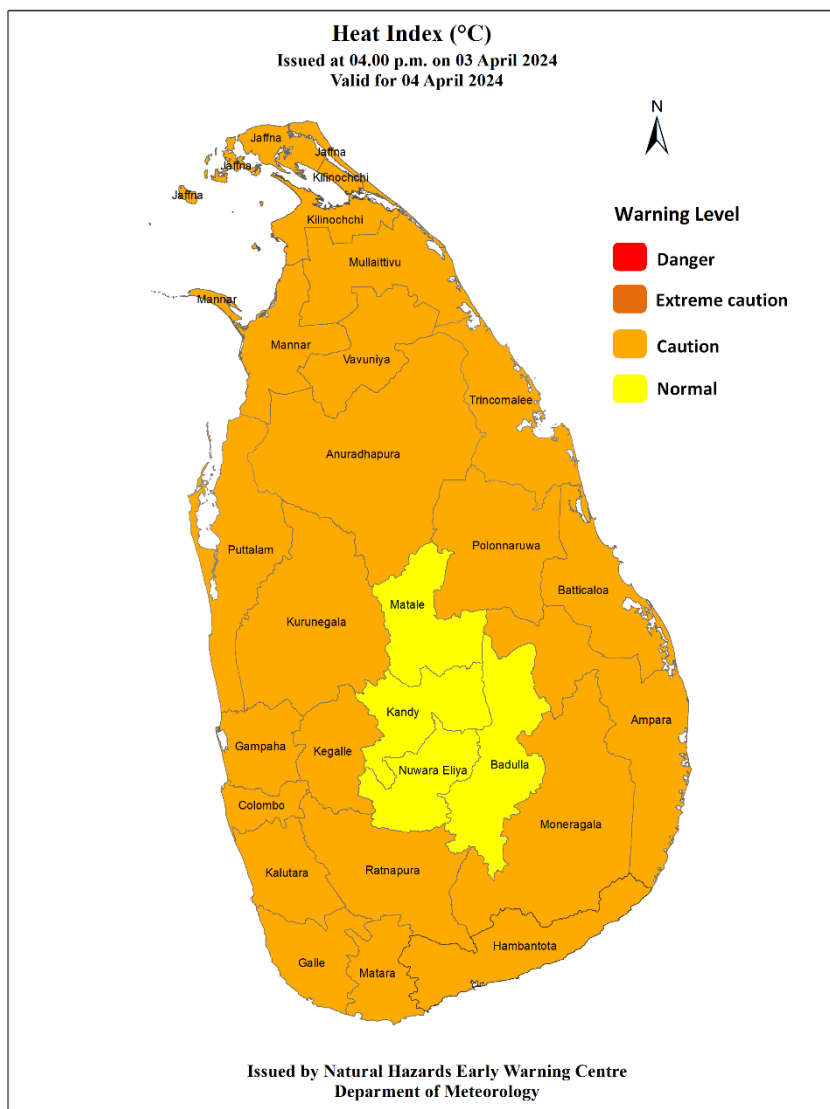 Heat Index (°C)
Issued at 04.00 p.m. on 03 April 2024
Valid for 04 April 2024
N
Jaffna
Jaffna
Jaffna
Kilinochchi
Jaffna
Kilinochchi
Mullaittivu
Mannar
Mannar
Vavuniya
Trincomalee
Anuradhapura
Puttalam
Polonnaruwa
Batticaloa
Matale
Kurunegala
Kandy
Ampara
Gampaha
Kegalle
Nuwara Eliya
Badulla
Colombo
Moneragala
Kalutara
Ratnapura
Hambantota
Galle
Matara
Warning Level
Danger
Extreme caution
Caution
Normal
Issued by Natural Hazards Early Warning Centre
Deparment of Meteorology